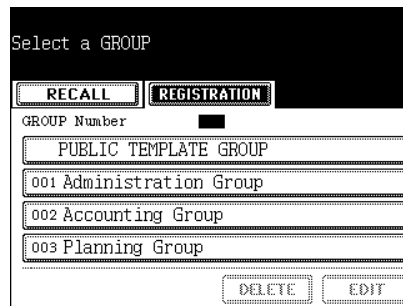 Select a GROUP
RECALL REGISTRATION
GROUP Number
PUBLIC TEMPLATE GROUP
001 Administration Group
002 Accounting Group
003 Planning Group
DELETE EDIT